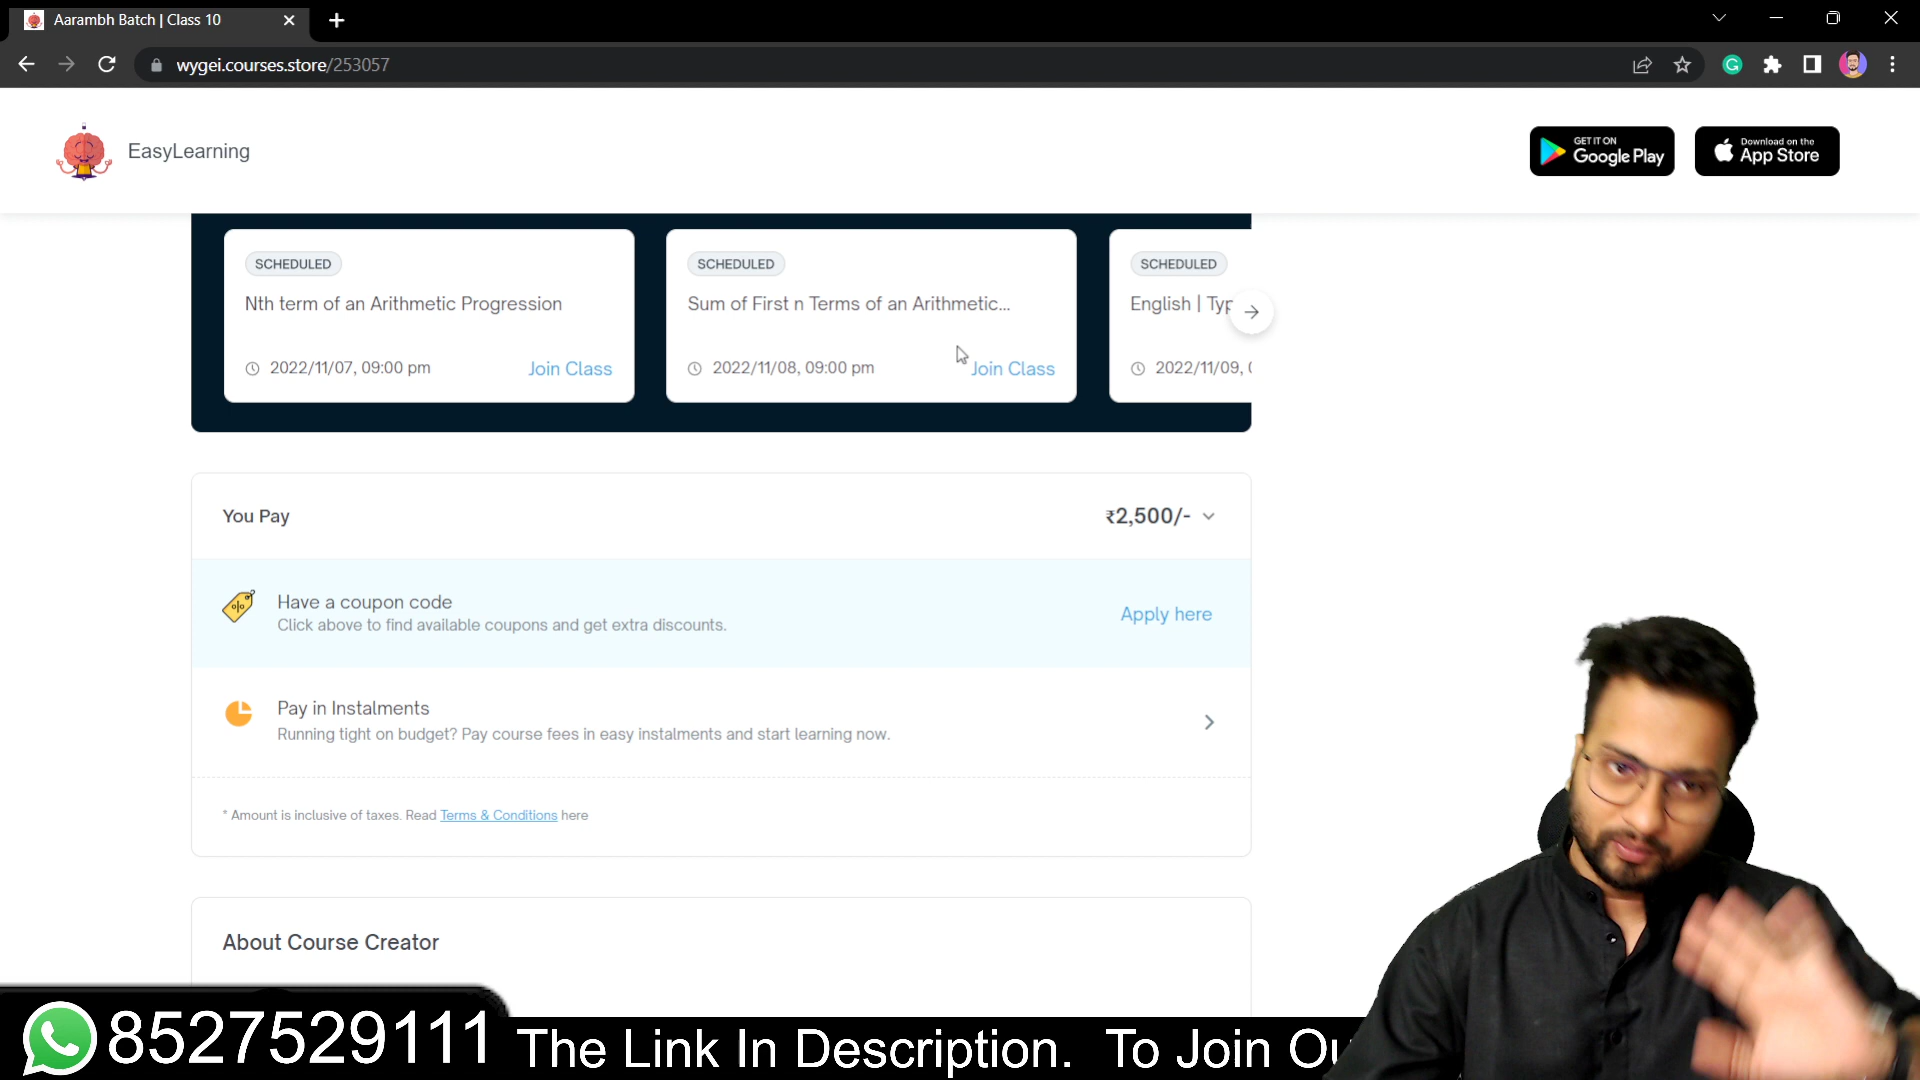 Aarambh Batch | Class 10
wygei.courses.store/253057
EasyLearning
GET IT ON
Google Play
Download on the
App Store
SCHEDULED
Nth term of an Arithmetic Progression
2022/11/07, 09:00 pm
Join Class
SCHEDULED
Sum of First n Terms of an Arithmetic...
2022/11/08, 09:00 pm
Join Class
SCHEDULED
English | Typ
2022/11/09,
You Pay
₹2,500/-
Have a coupon code
Click above to find available coupons and get extra discounts.
Apply here
Pay in Instalments
Running tight on budget? Pay course fees in easy instalments and start learning now.
* Amount is inclusive of taxes. Read Terms & Conditions here
About Course Creator
8527529111
The Link In Description. To Join Ou